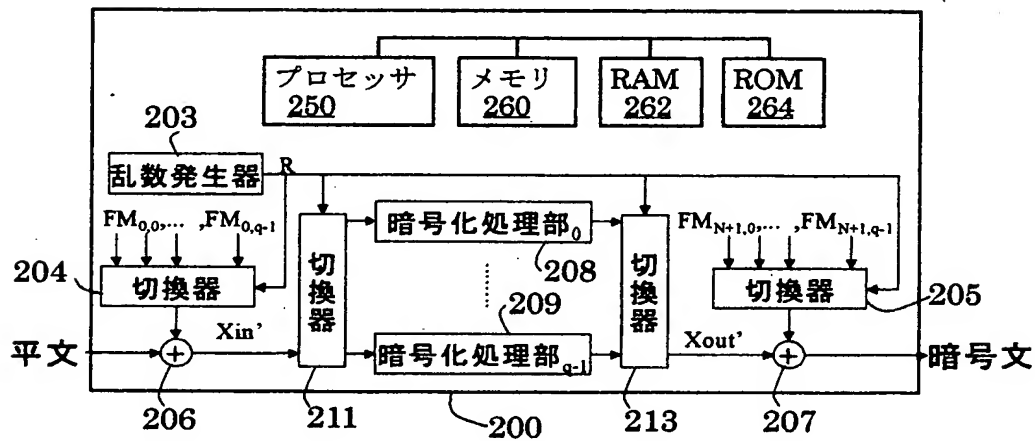 プロセッサ
250
メモリ
260
RAM
262
ROM
264
203
乱数発生器
R
FM0,0,... ,FM0,q-1
204
切換器
切換器
暗号化処理部0
208
209
暗号化処理部q-1
切換器
FMN+1,0,... ,FMN+1,q-1
切換器
205
平文
+
Xin'
Xout'
+
暗号文
206
211
200
213
207